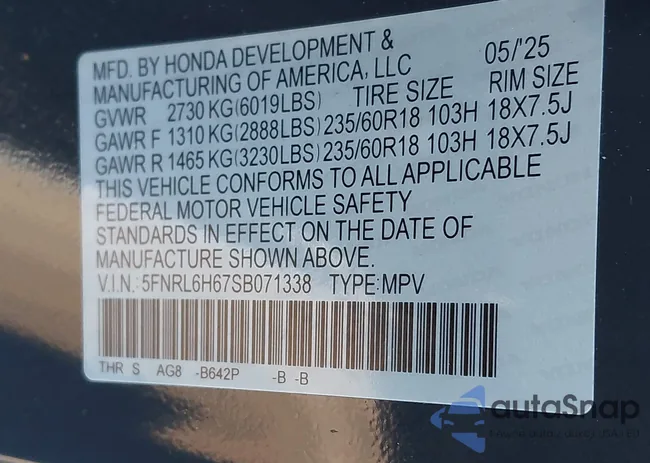 MFD. BY HONDA DEVELOPMENT &
MANUFACTURING OF AMERICA, LLC 05/'25
GVWR 2730 KG(6019LBS) TIRE SIZE RIM SIZE
GAWR F 1310 KG(2888LBS) 235/60R18 103H 18X7.5J
GAWR R 1465 KG(3230LBS) 235/60R18 103H 18X7.5J
THIS VEHICLE CONFORMS TO ALL APPLICABLE
FEDERAL MOTOR VEHICLE SAFETY
STANDARDS IN EFFECT ON THE DATE OF
MANUFACTURE SHOWN ABOVE.
V.I.N.: 5FNRL6H67SB071338 TYPE:MPV
THR S AG8 -B642P -B -B
autoSnap